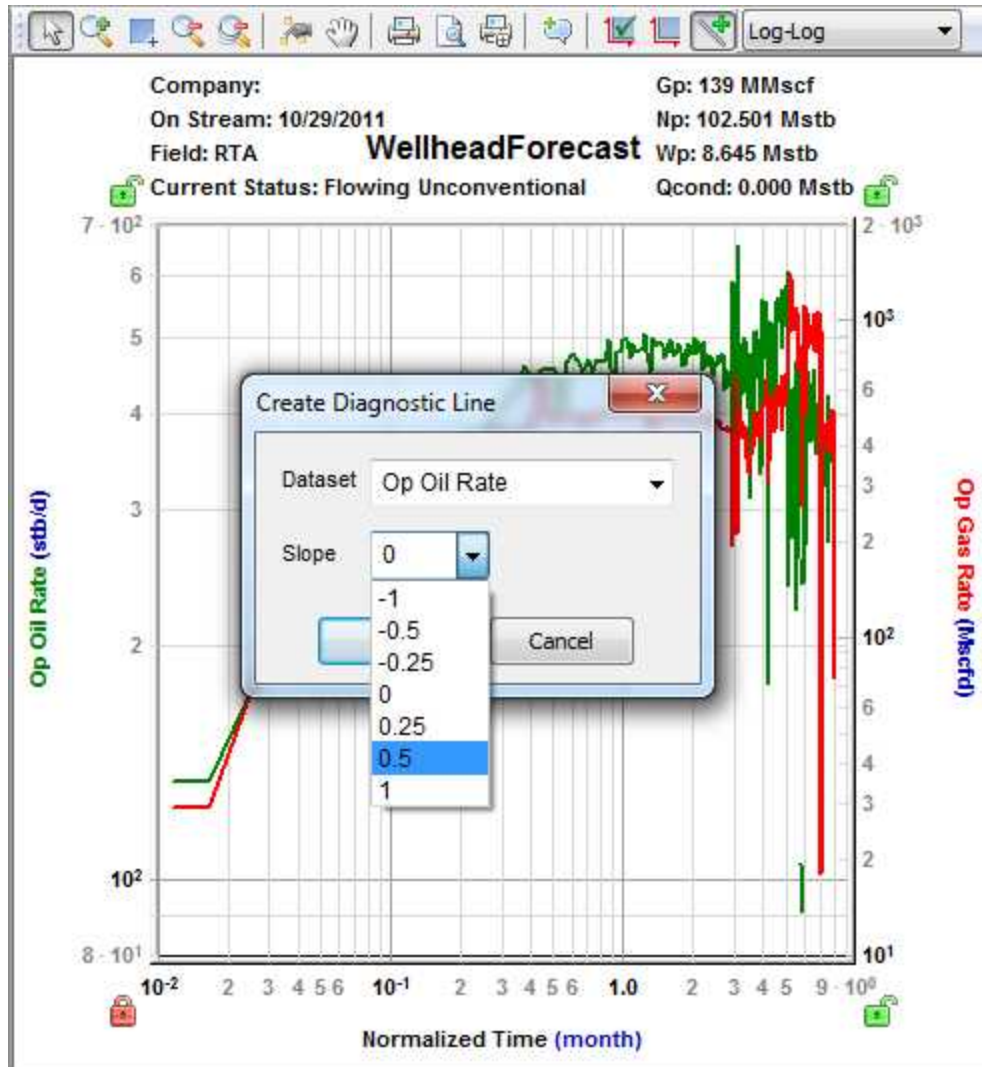 Log-Log
Company:
On Stream: 10/29/2011
Field: RTA
Current Status: Flowing Unconventional
WellheadForecast
Gp: 139 MMscf
Np: 102.501 Mstb
Wp: 8.645 Mstb
Qcond: 0.000 Mstb
7 · 10²
6
5
4
3
2
10²
8 · 10¹
Op Oil Rate (stb/d)
Create Diagnostic Line
Dataset Op Oil Rate
Slope 0
-1
-0.5
-0.25
0
0.25
0.5
1
Cancel
2 · 10³
10³
6
4
3
2
10²
6
4
3
2
10¹
Op Gas Rate (Mscfd)
10⁻² 2 3 4 5 6 10⁻¹ 2 3 4 5 6 1.0 2 3 4 5 9 · 10⁰
Normalized Time (month)